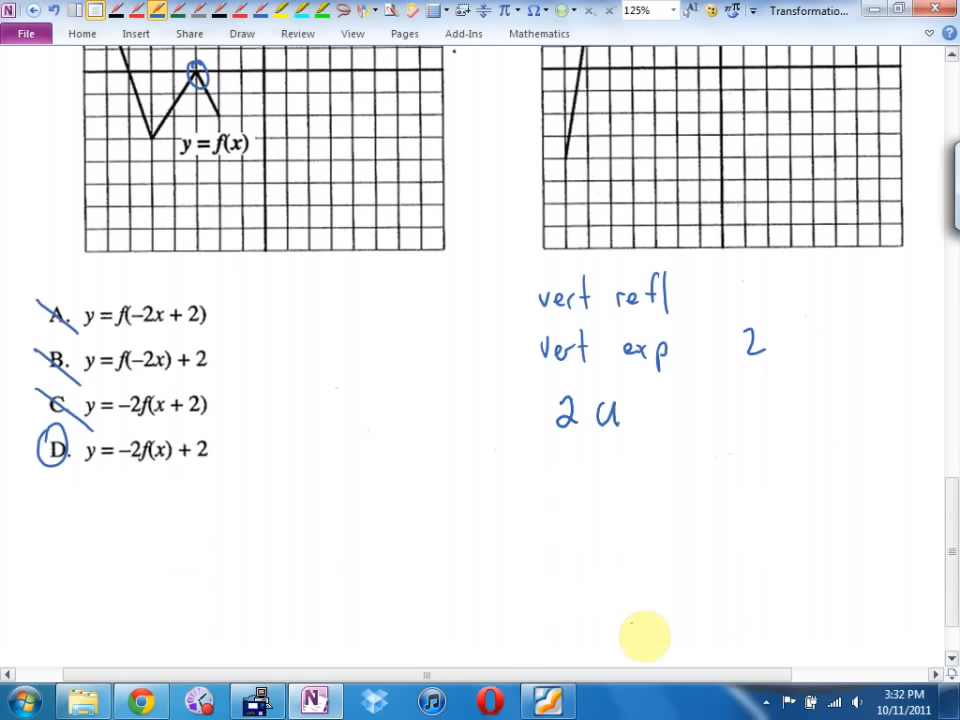 125%
Transformatio...
File Home Insert Share Draw Review View Pages Add-Ins Mathematics
y = f(x)
A. y = f(–2x + 2)
B. y = f(–2x) + 2
C. y = –2f(x + 2)
D. y = –2f(x) + 2
vert refl
vert exp 2
2 u
3:32 PM
10/11/2011